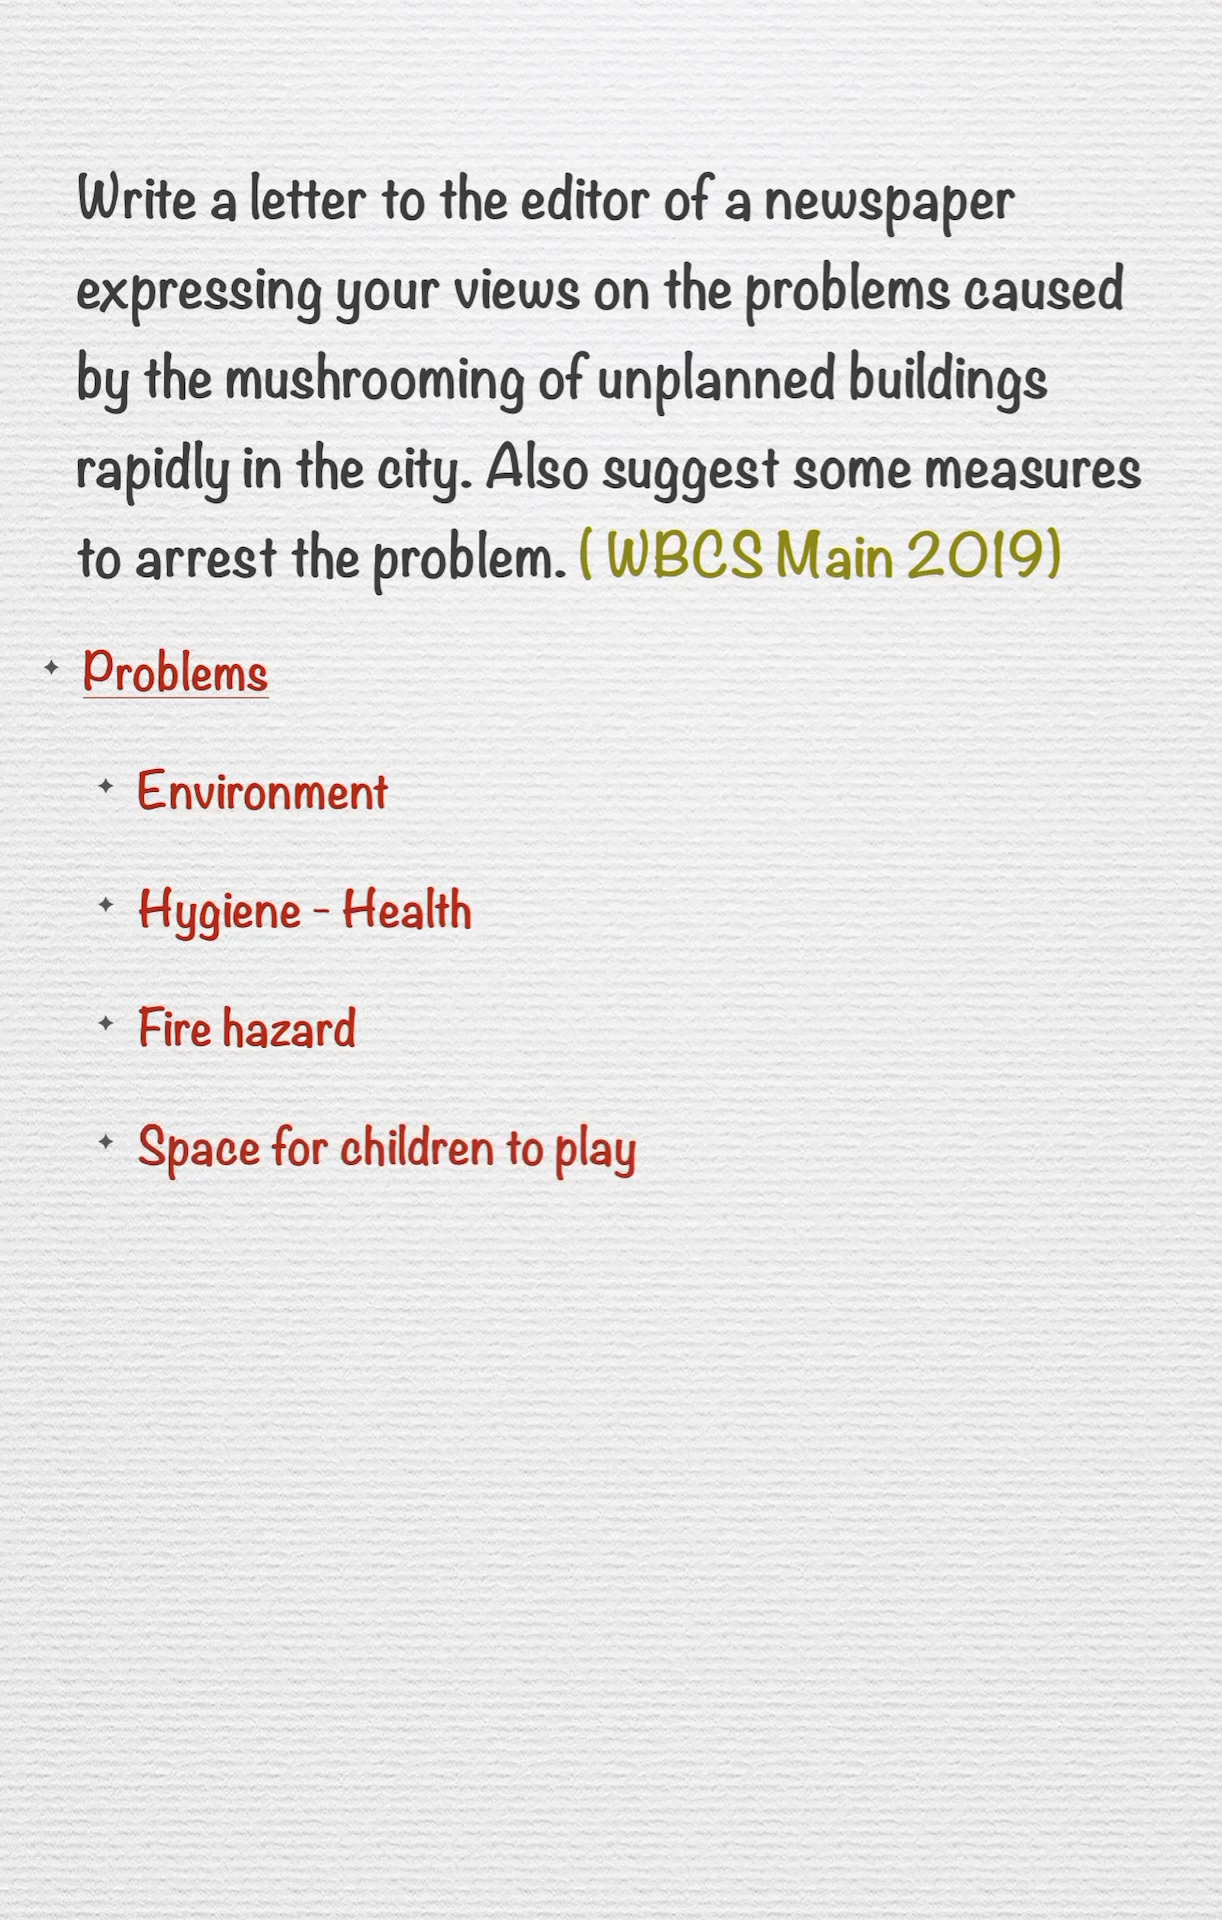 Write a letter to the editor of a newspaper
expressing your views on the problems caused
by the mushrooming of unplanned buildings
rapidly in the city. Also suggest some measures
to arrest the problem. ( WBCS Main 2019)
Problems
Environment
Hygiene - Health
Fire hazard
Space for children to play